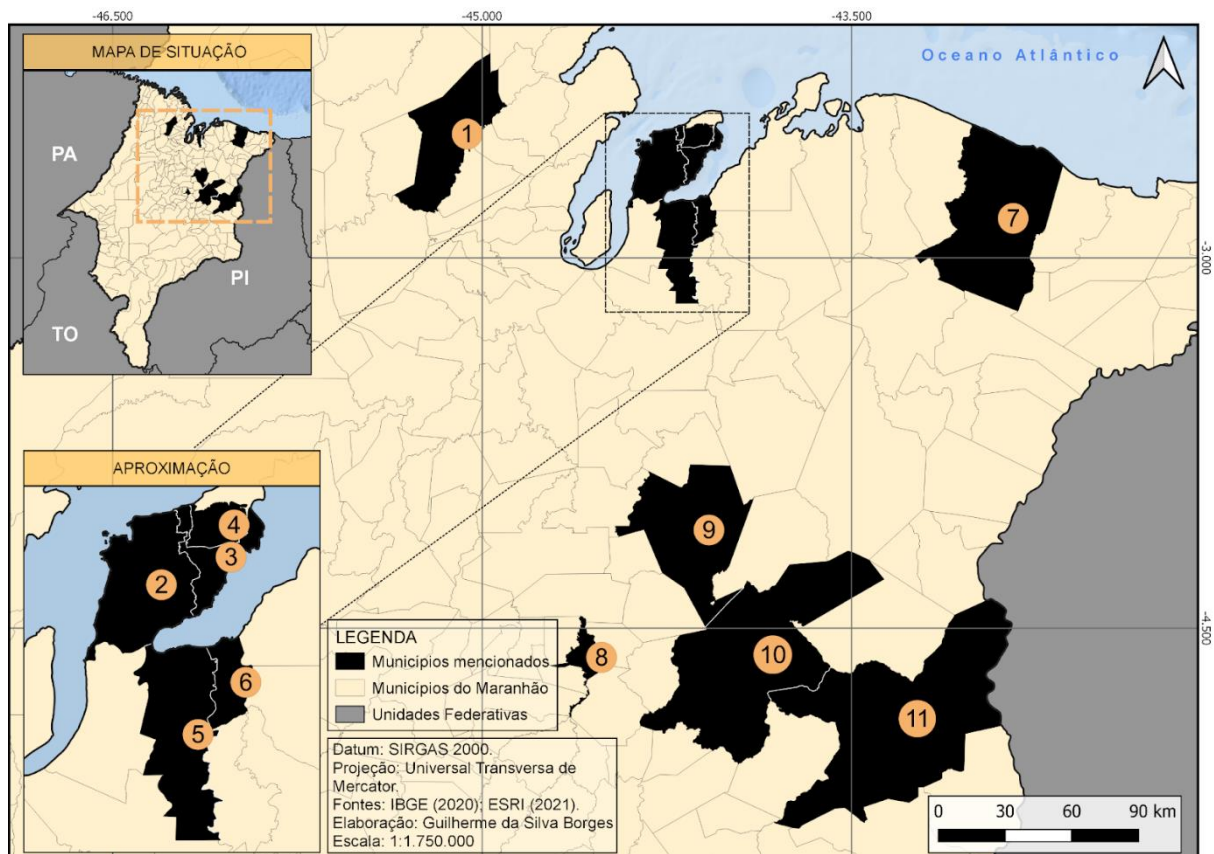 -46.500
-45.000
-43.500
MAPA DE SITUAÇÃO
PA
PI
TO
Oceano Atlântico
1
7
-3.000
APROXIMAÇÃO
4
3
2
6
5
9
8
10
11
-4.500
LEGENDA
Municípios mencionados
Municípios do Maranhão
Unidades Federativas
Datum: SIRGAS 2000.
Projeção: Universal Transversa de
Mercator.
Fontes: IBGE (2020); ESRI (2021).
Elaboração: Guilherme da Silva Borges
Escala: 1:1.750.000
0 30 60 90 km